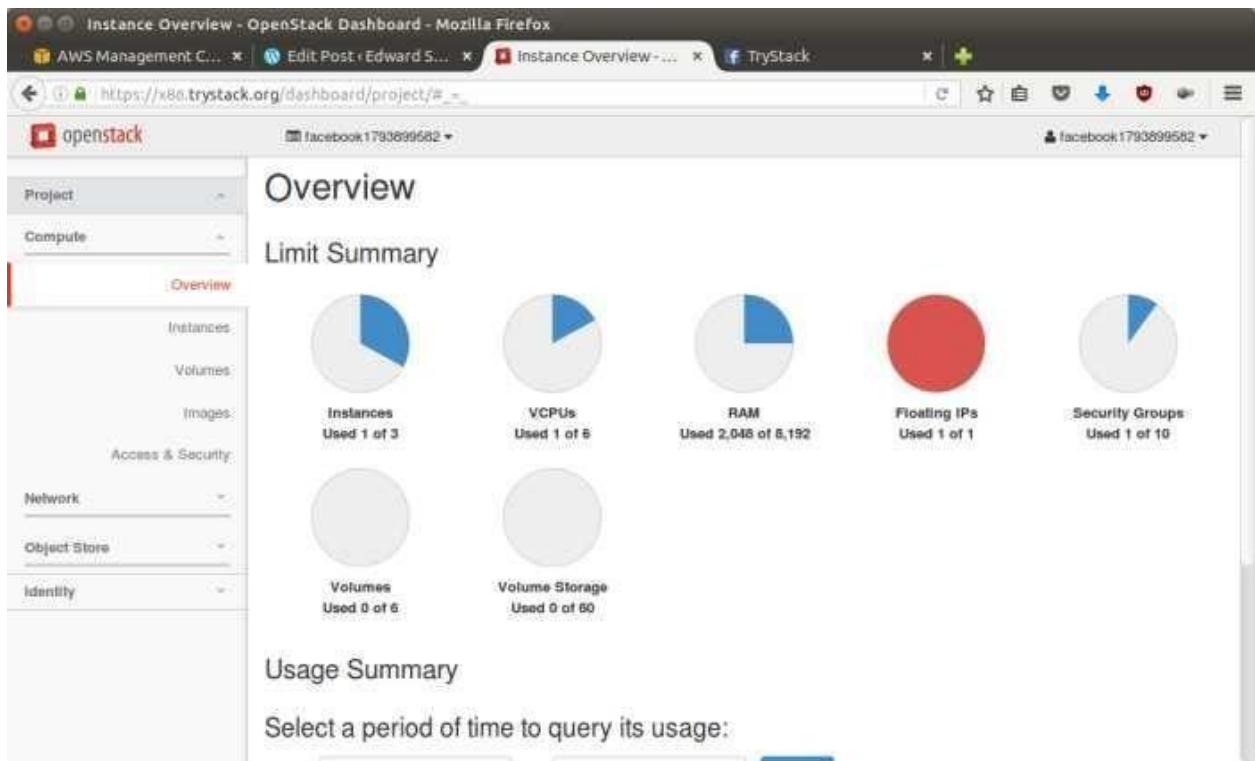 Instance Overview - OpenStack Dashboard - Mozilla Firefox
AWS Management C... Edit Post ‹ Edward S... Instance Overview - ... TryStack
https://x86.trystack.org/dashboard/project/#_=_
openstack facebook1793899582 facebook1793899582
Project
Compute
Overview
Instances
Volumes
Images
Access & Security
Network
Object Store
Identity
Overview
Limit Summary
Instances
Used 1 of 3
VCPUs
Used 1 of 6
RAM
Used 2,048 of 8,192
Floating IPs
Used 1 of 1
Security Groups
Used 1 of 10
Volumes
Used 0 of 6
Volume Storage
Used 0 of 60
Usage Summary
Select a period of time to query its usage: